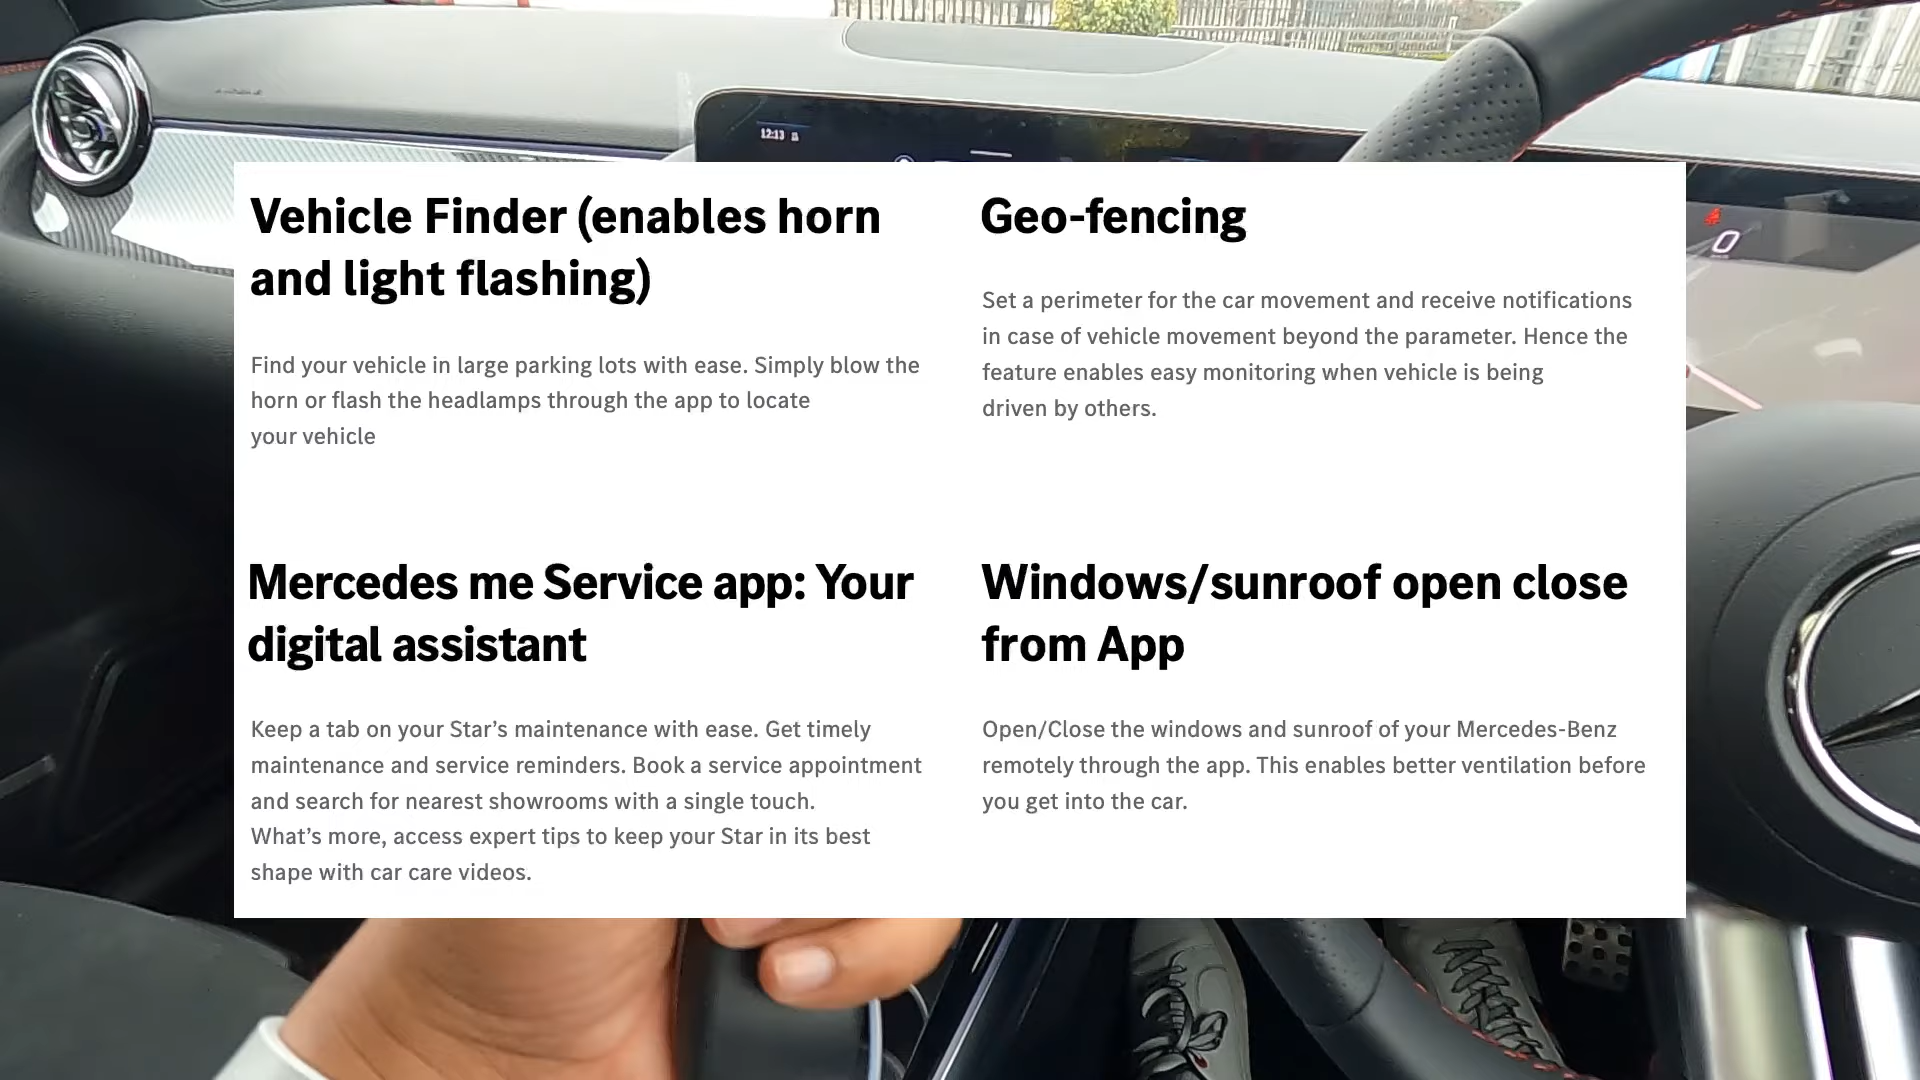 12:13
0
Vehicle Finder (enables horn
and light flashing)
Find your vehicle in large parking lots with ease. Simply blow the
horn or flash the headlamps through the app to locate
your vehicle
Geo-fencing
Set a perimeter for the car movement and receive notifications
in case of vehicle movement beyond the parameter. Hence the
feature enables easy monitoring when vehicle is being
driven by others.
Mercedes me Service app: Your
digital assistant
Keep a tab on your Star’s maintenance with ease. Get timely
maintenance and service reminders. Book a service appointment
and search for nearest showrooms with a single touch.
What’s more, access expert tips to keep your Star in its best
shape with car care videos.
Windows/sunroof open close
from App
Open/Close the windows and sunroof of your Mercedes-Benz
remotely through the app. This enables better ventilation before
you get into the car.